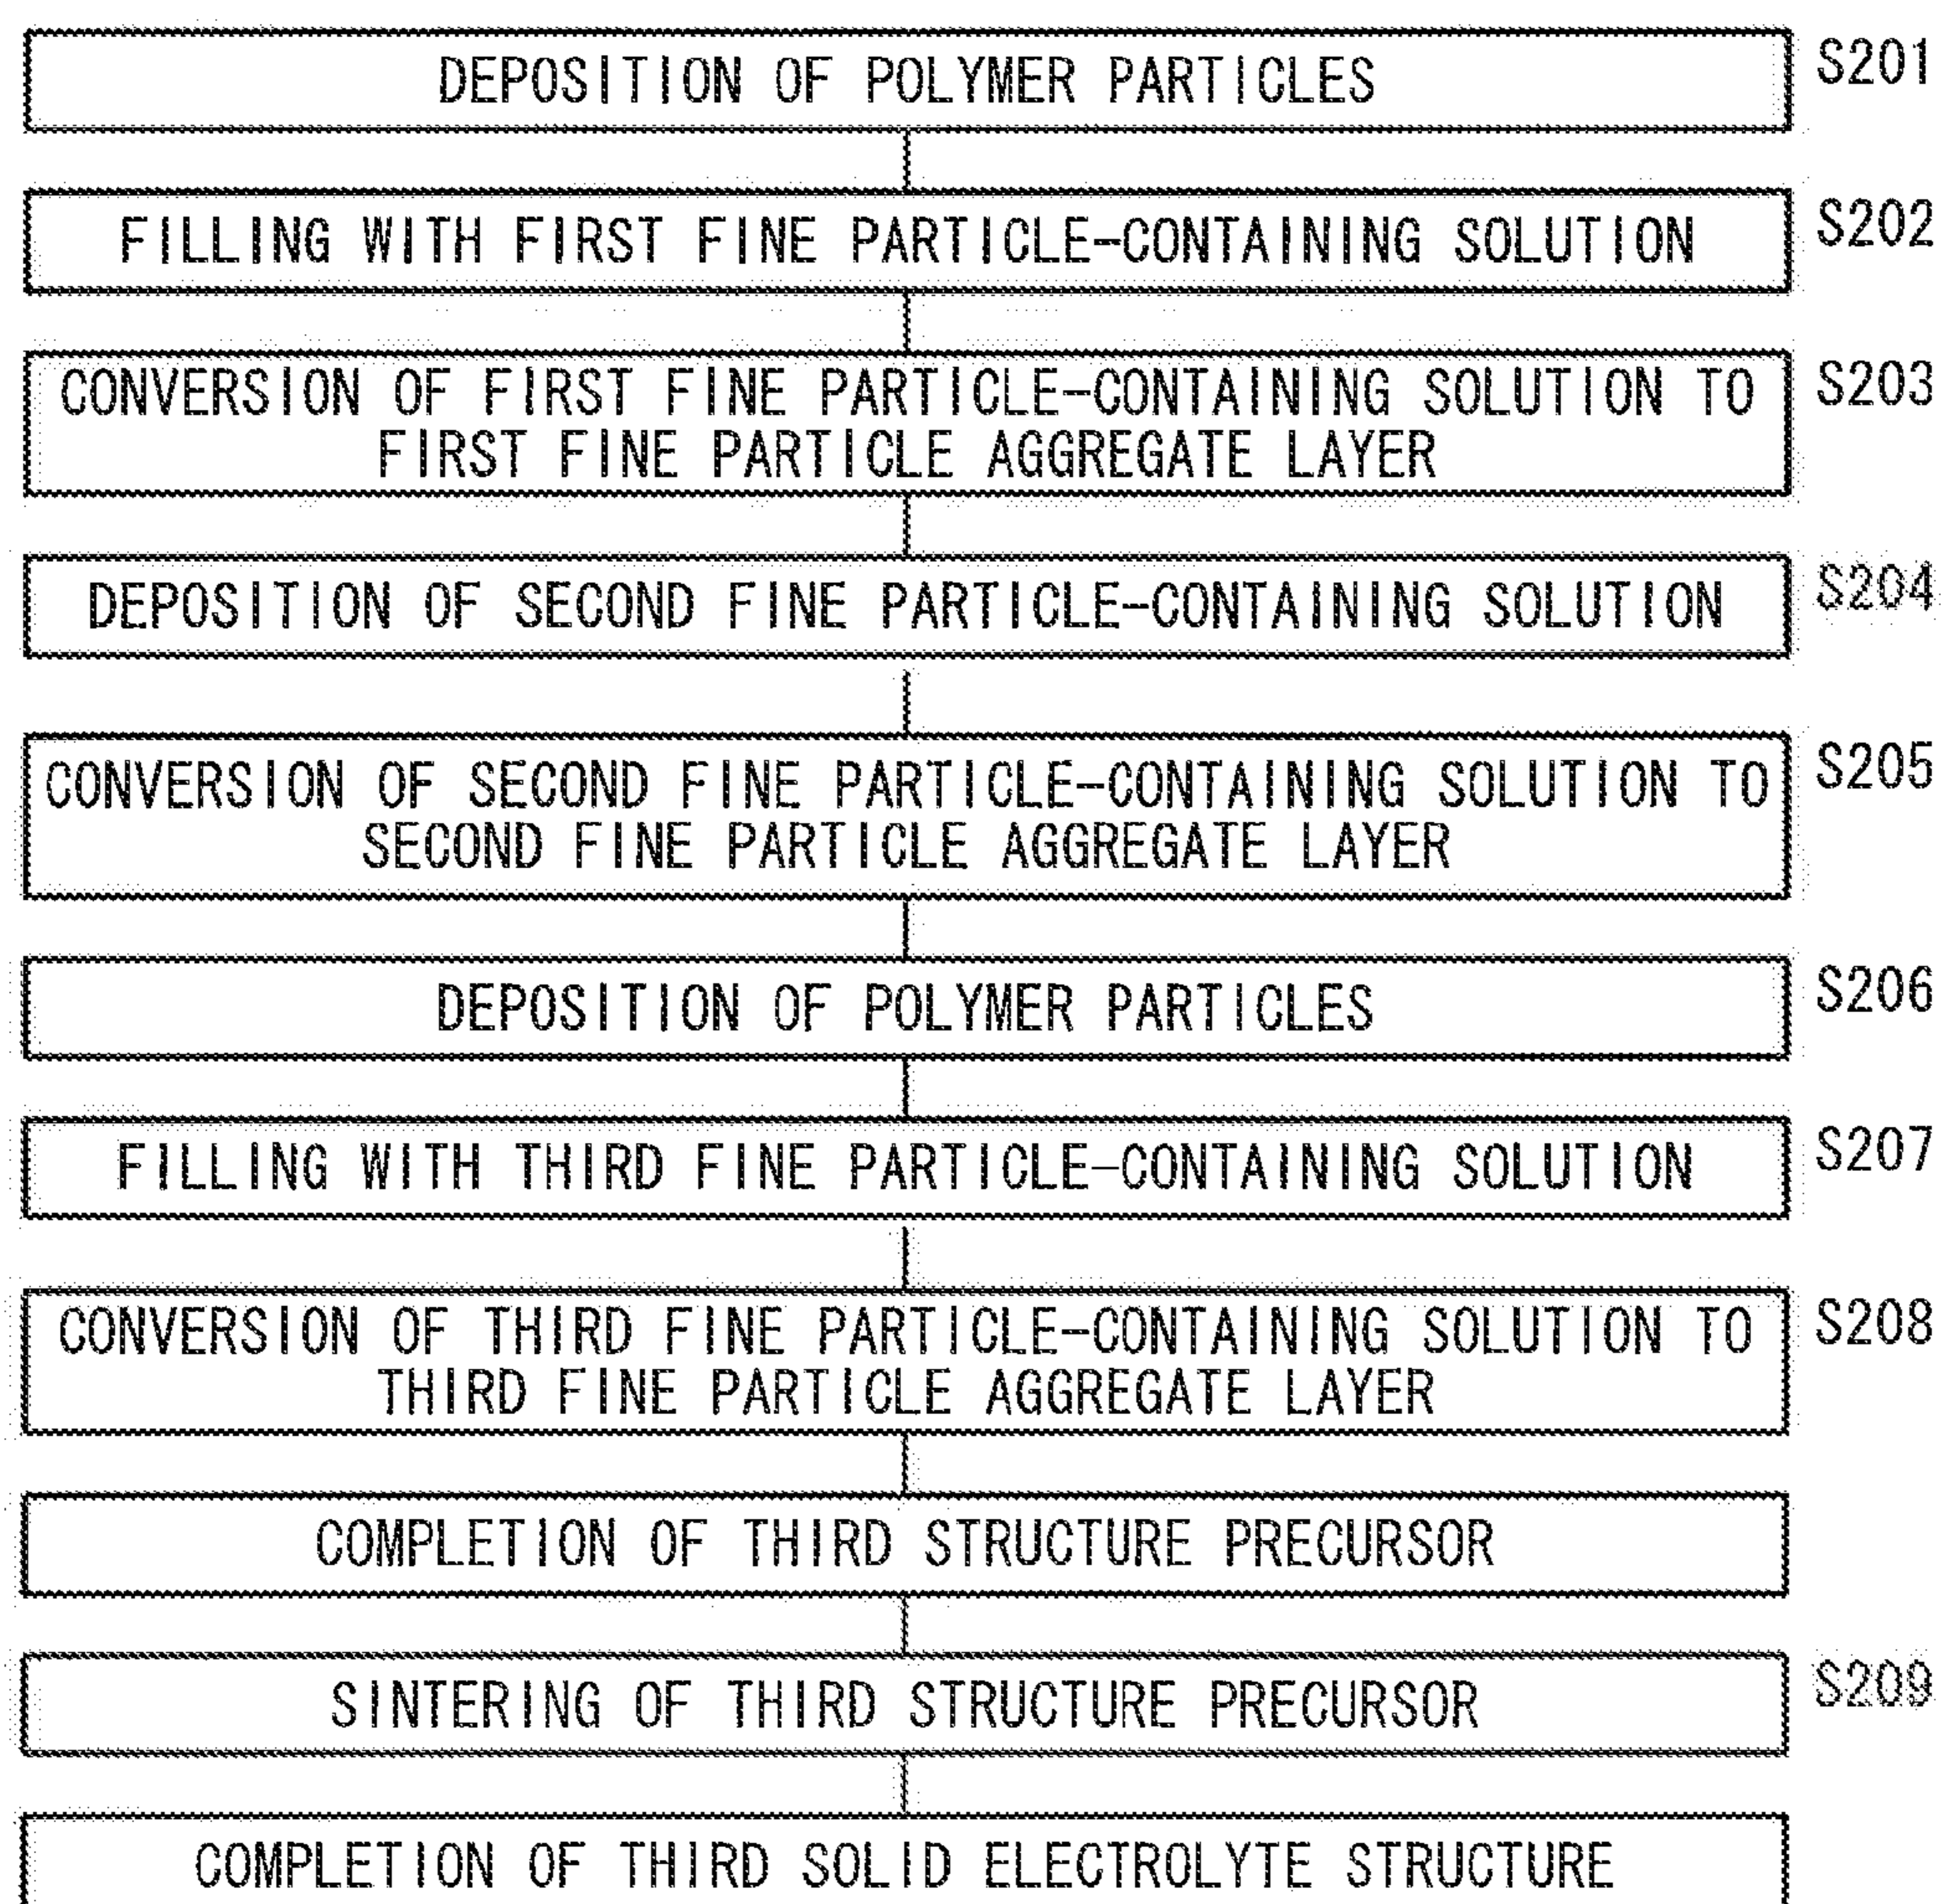 DEPOSITION OF POLYMER PARTICLES S201
FILLING WITH FIRST FINE PARTICLE-CONTAINING SOLUTION S202
CONVERSION OF FIRST FINE PARTICLE-CONTAINING SOLUTION TO S203
FIRST FINE PARTICLE AGGREGATE LAYER
DEPOSITION OF SECOND FINE PARTICLE-CONTAINING SOLUTION S204
CONVERSION OF SECOND FINE PARTICLE-CONTAINING SOLUTION TO S205
SECOND FINE PARTICLE AGGREGATE LAYER
DEPOSITION OF POLYMER PARTICLES S206
FILLING WITH THIRD FINE PARTICLE-CONTAINING SOLUTION S207
CONVERSION OF THIRD FINE PARTICLE-CONTAINING SOLUTION TO S208
THIRD FINE PARTICLE AGGREGATE LAYER
COMPLETION OF THIRD STRUCTURE PRECURSOR
SINTERING OF THIRD STRUCTURE PRECURSOR S209
COMPLETION OF THIRD SOLID ELECTROLYTE STRUCTURE